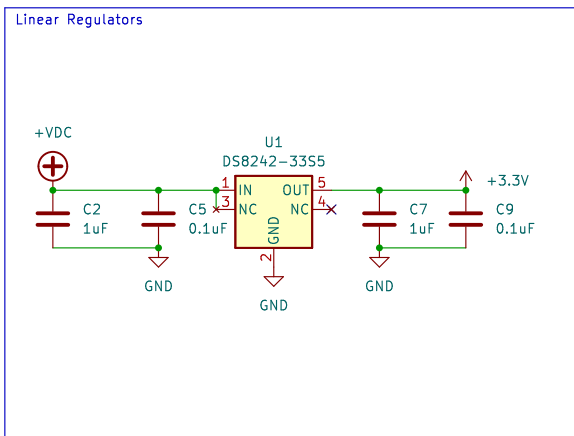 Linear Regulators
+VDC
U1
DS8242-33S5
1 IN OUT 5
+3.3V
3 NC NC 4
C2 C5 C7 C9
1uF 0.1uF 1uF 0.1uF
GND
2
GND GND GND